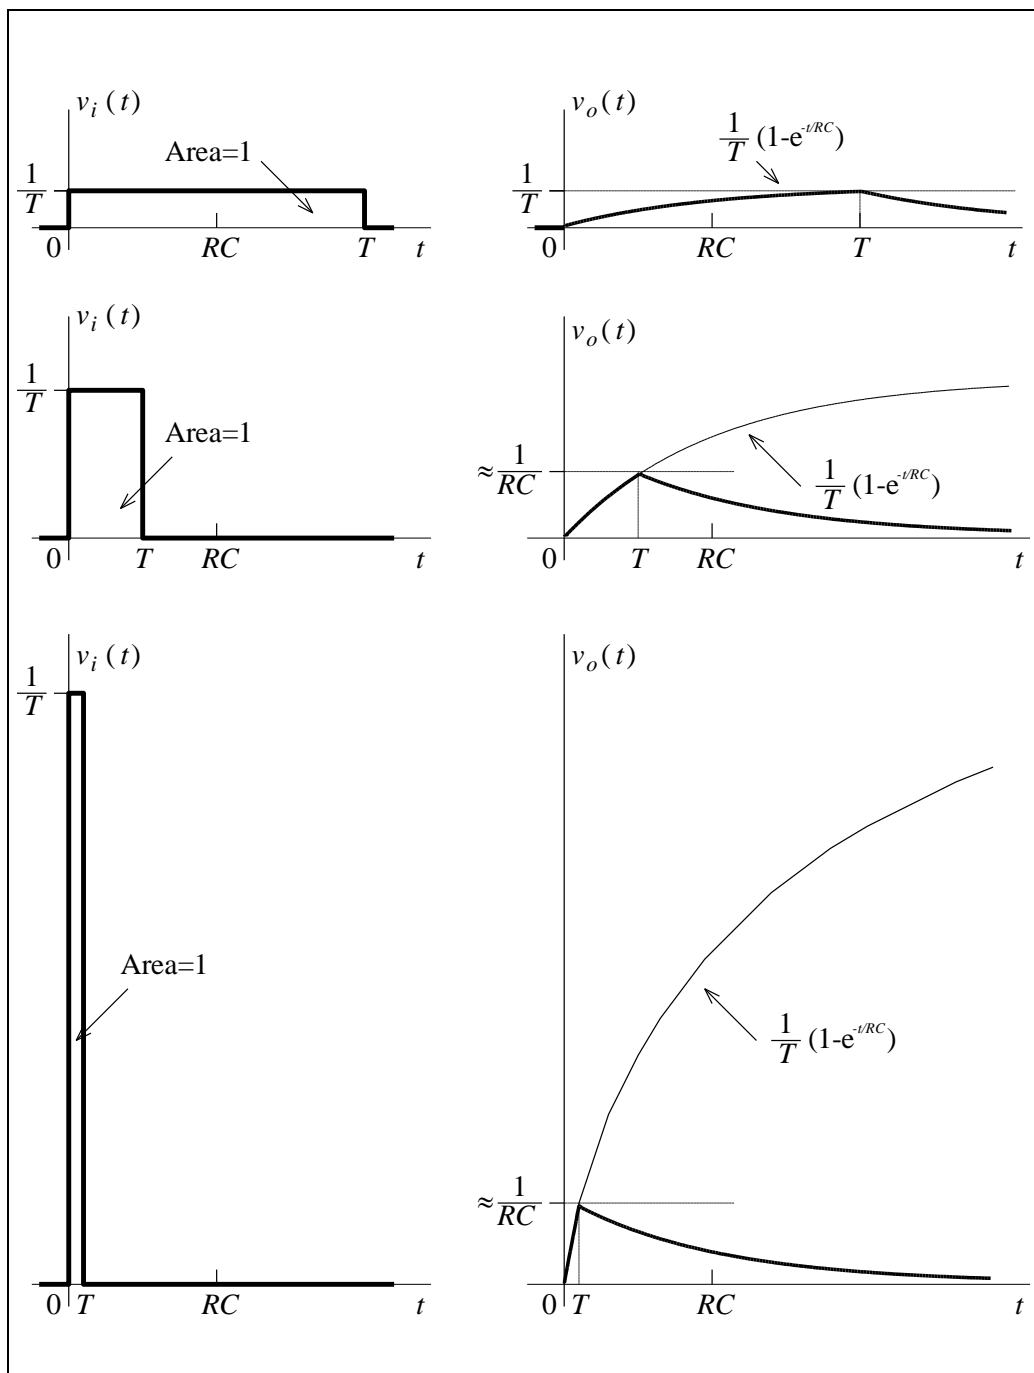 v_i (t)
Area=1
1/T
0 RC T t
v_o (t)
1/T (1-e^{-t/RC})
1/T
RC T t
v_i (t)
1/T
Area=1
0 T RC t
v_o (t)
≈ 1/RC
1/T (1-e^{-t/RC})
0 T RC t
v_i (t)
1/T
Area=1
0 T RC t
v_o (t)
1/T (1-e^{-t/RC})
≈ 1/RC
0 T RC t